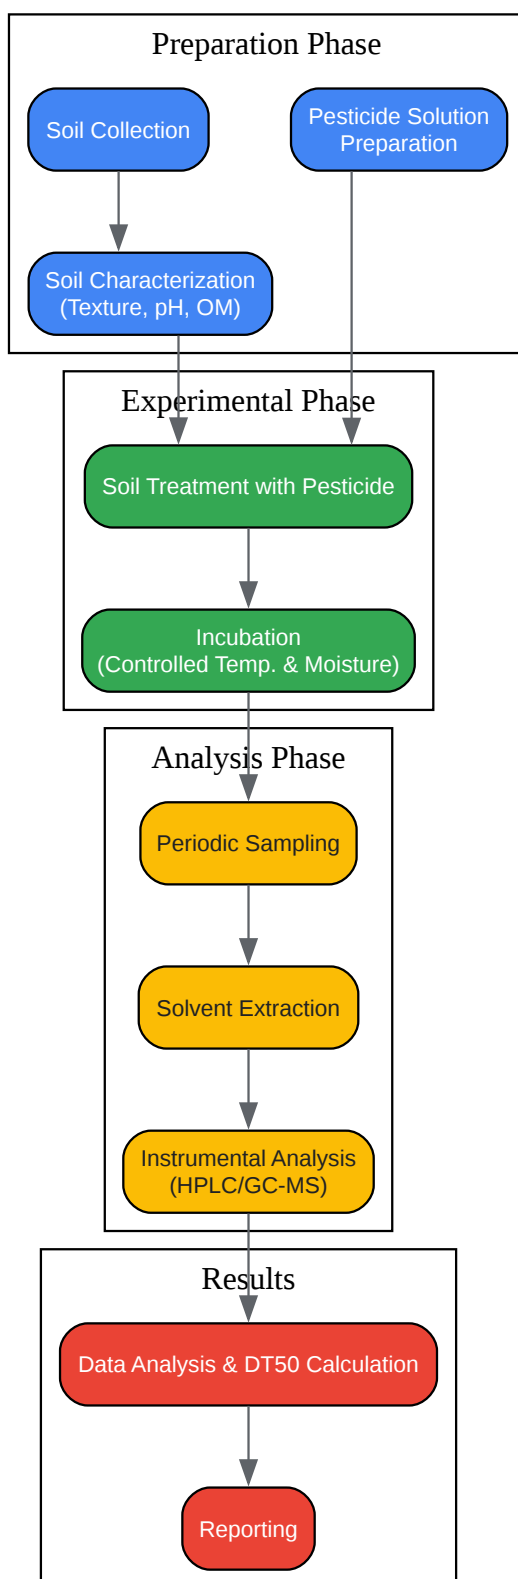 Preparation Phase
Soil Collection
Pesticide Solution
Preparation
Soil Characterization
(Texture, pH, OM)
Experimental Phase
Soil Treatment with Pesticide
Incubation
(Controlled Temp. & Moisture)
Analysis Phase
Periodic Sampling
Solvent Extraction
Instrumental Analysis
(HPLC/GC-MS)
Results
Data Analysis & DT50 Calculation
Reporting